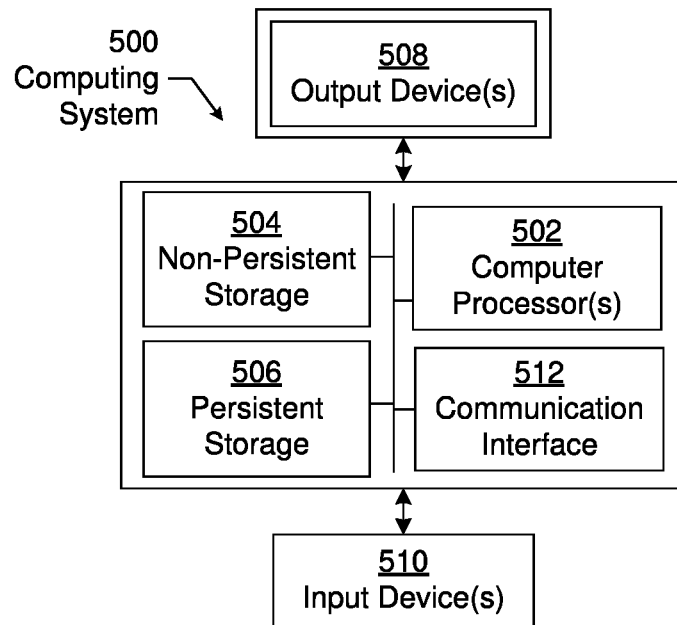 500
Computing
System
508
Output Device(s)
504
Non-Persistent
Storage
502
Computer
Processor(s)
506
Persistent
Storage
512
Communication
Interface
510
Input Device(s)